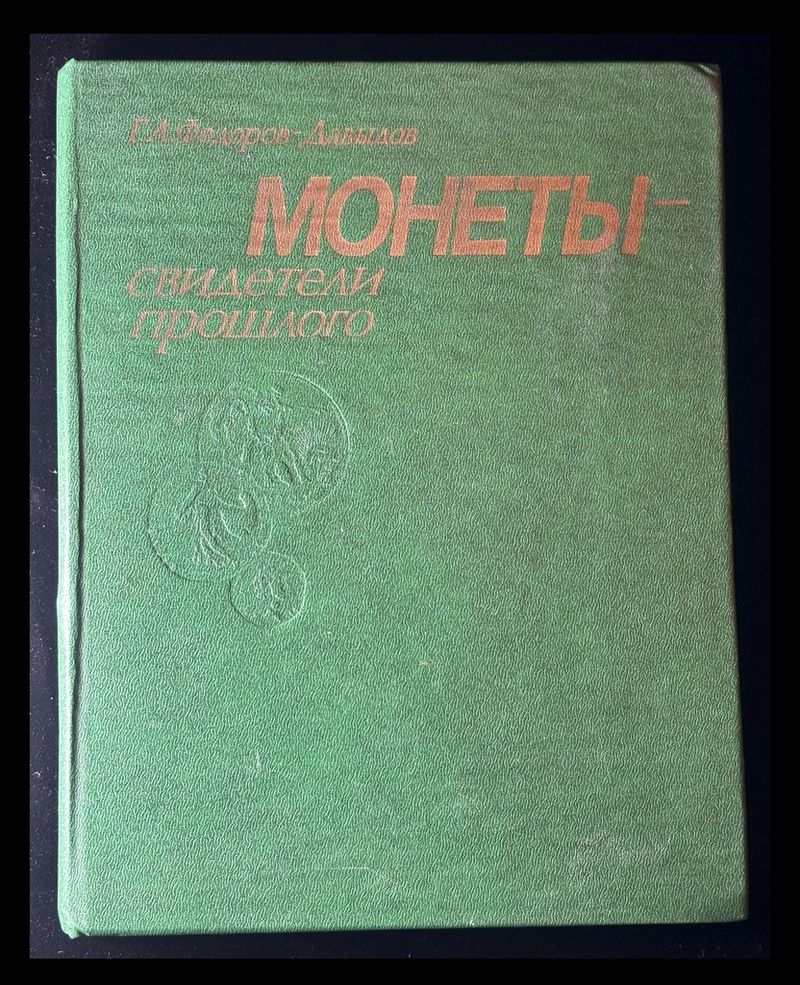 Г.А.Федоров-Давыдов
МОНЕТЫ-
свидетели
прошлого